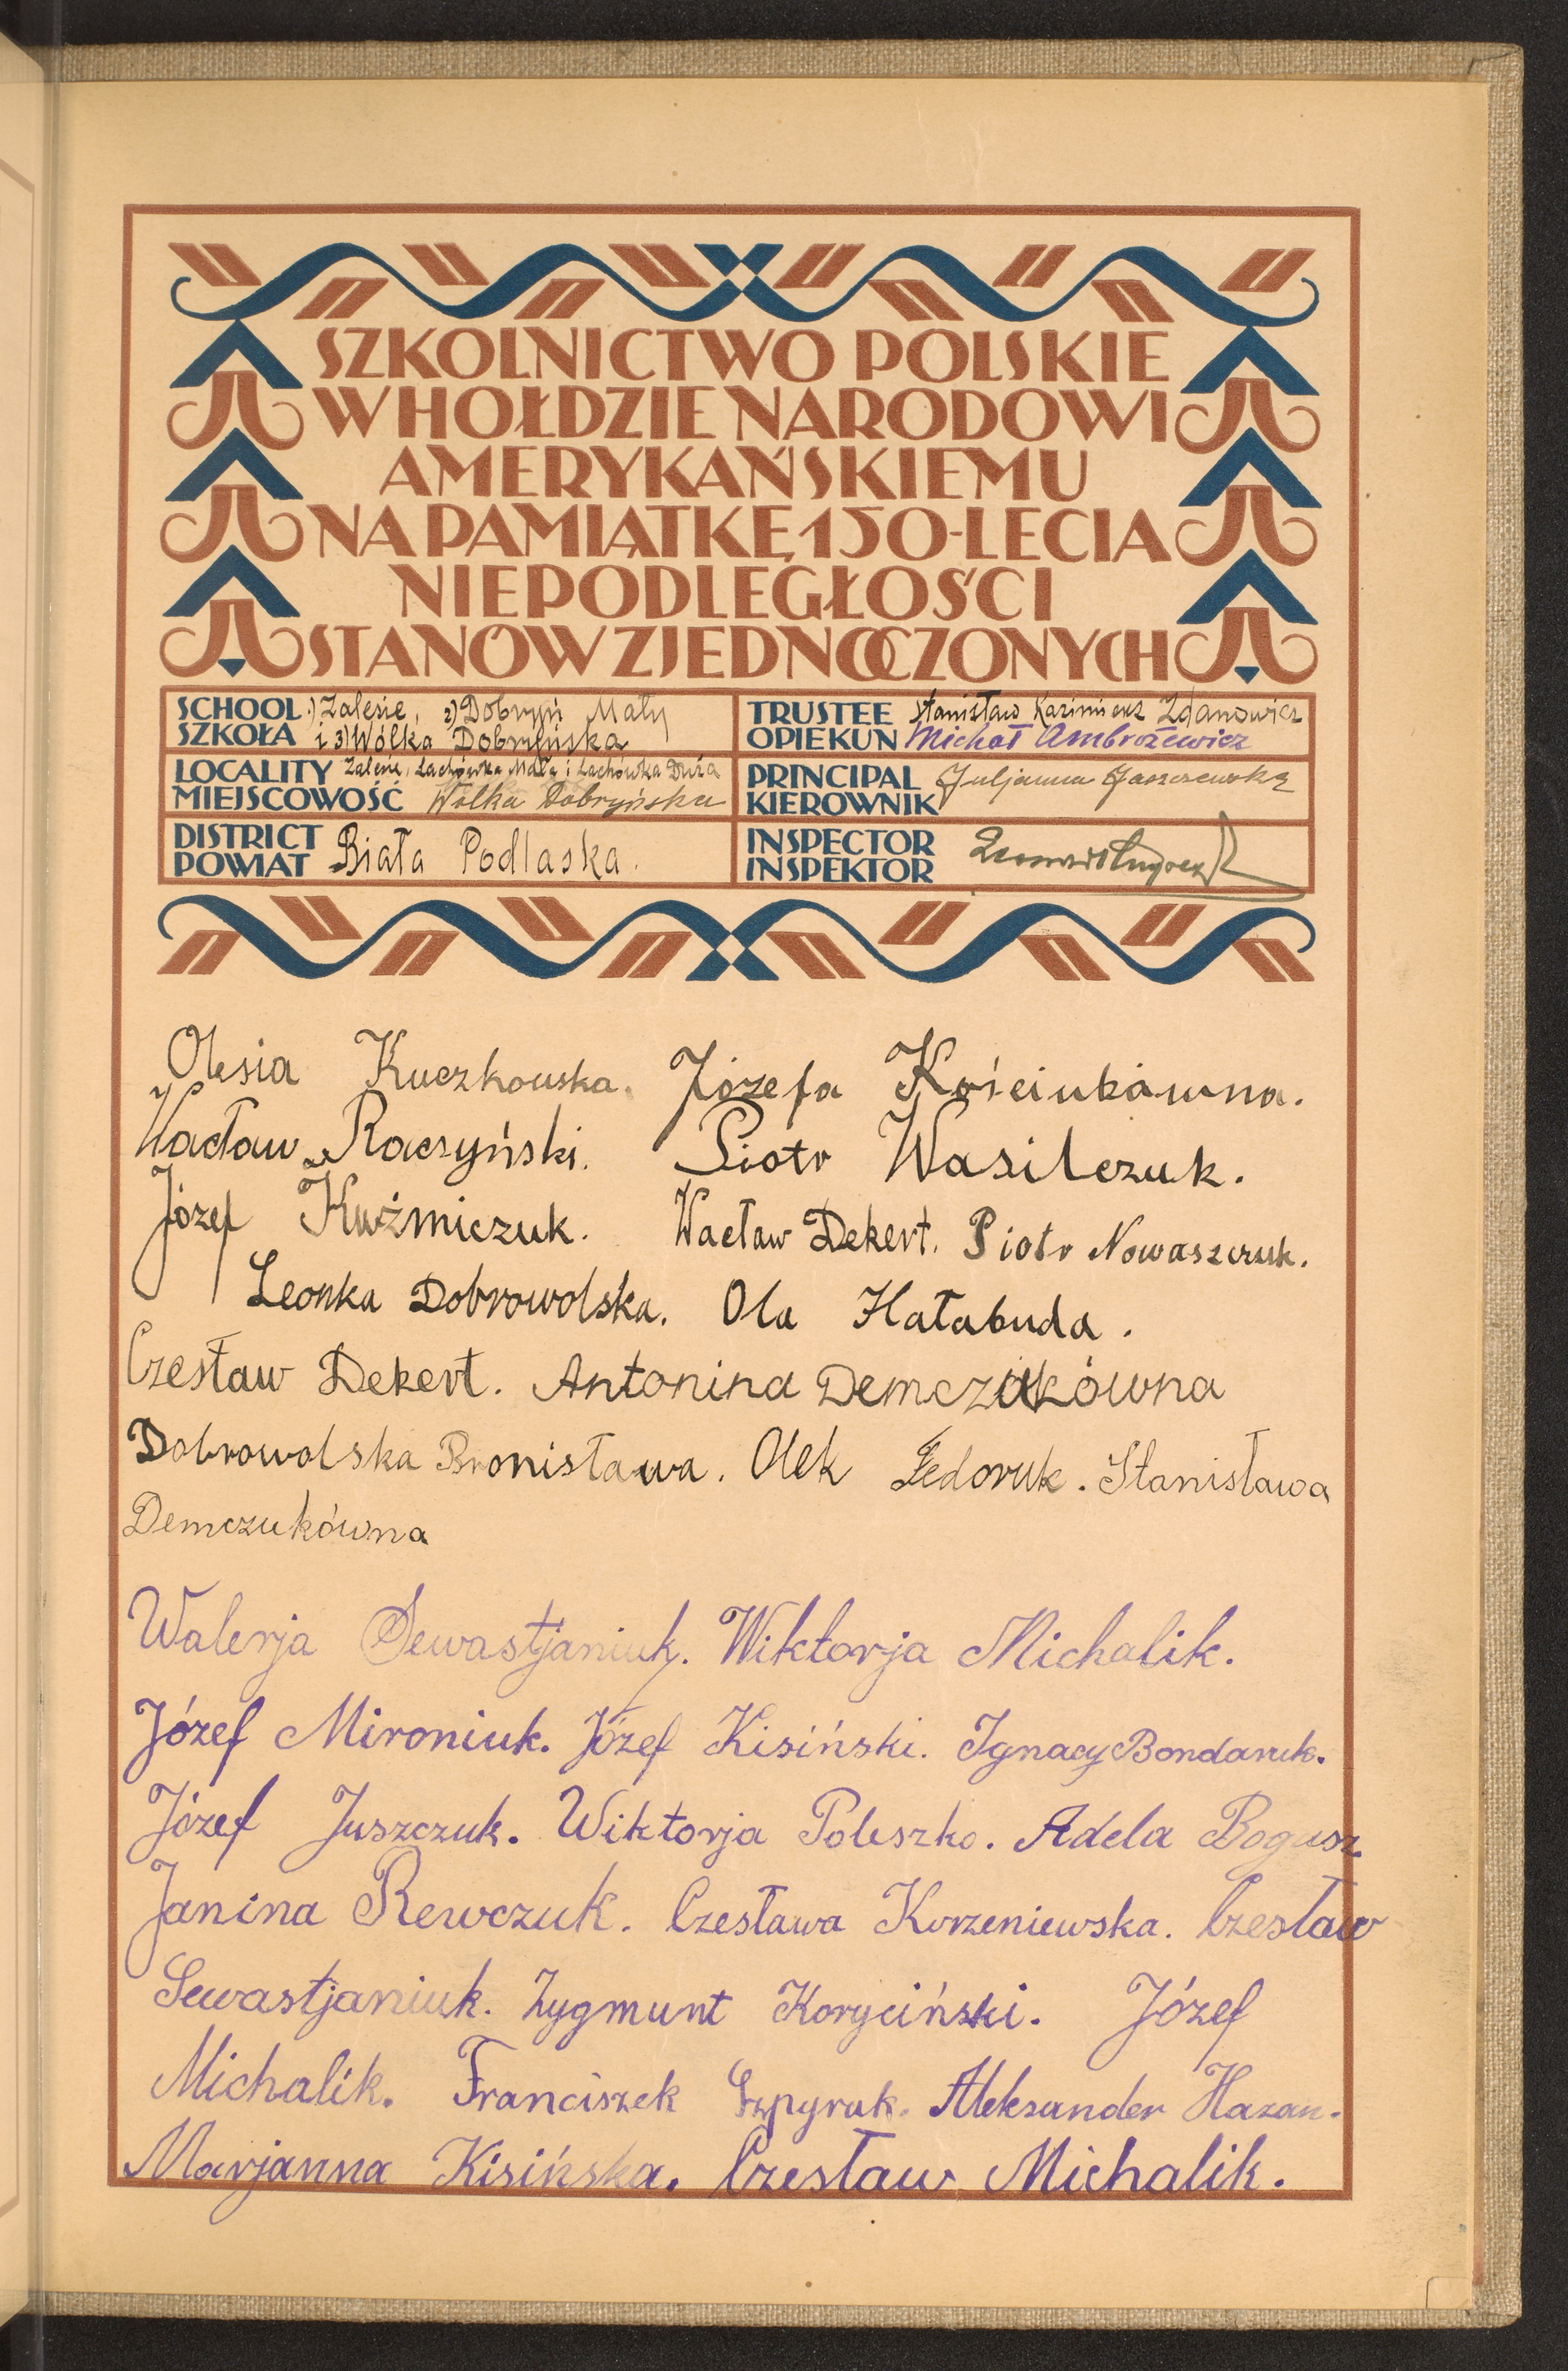 SZKOLNICTWO POLSKIE
W HOŁDZIE NARODOWI
AMERYKAŃSKIEMU
NA PAMIĄTKĘ 150-LECIA
NIEPODLEGŁOŚCI
STANÓW ZJEDNOCZONYCH
SCHOOL 1) Zalesie, 2) Dobryń Mały
SZKOŁA i 3) Wólka Dobryńska
TRUSTEE Stanisław Kazimierz Zdanowicz
OPIEKUN Michał Ambrożewicz
LOCALITY Zalesie, Lachówka Mała i Lachówka Duża
MIEJSCOWOŚĆ Wólka Dobryńska
PRINCIPAL Juljanna Jaszczewska
KIEROWNIK
DISTRICT
POWIAT Biała Podlaska.
INSPECTOR
INSPEKTOR
Olesia Kuczkowska. Józefa Kościukówna.
Wacław Raczyński. Piotr Wasilczuk.
Józef Kuźmiczuk. Wacław Dekert. Piotr Nowaszczuk.
Leonka Dobrowolska. Ola Hałabuda.
Czesław Dekert. Antonina Demczukówna
Dobrowolska Bronisława. Olek Fedoruk. Stanisława
Demczukówna
Walerja Sewastjaniuk. Wiktorja Michalik.
Józef Mironiuk. Józef Kisiński. Ignacy Bondaruk.
Józef Juszczuk. Wiktorja Poleszko. Adela Bogusz.
Janina Rewczuk. Czesława Korzeniewska. Czesław
Sewastjaniuk. Zygmunt Koryciński. Józef
Michalik. Franciszek Szpyruk. Aleksander Hazan.
Marjanna Kisińska. Czesław Michalik.